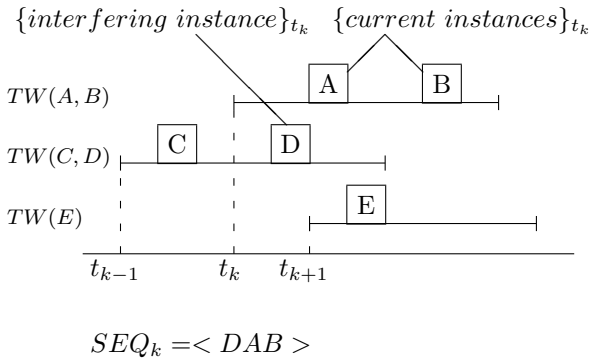 {interfering instance}_{t_k} {current instances}_{t_k}
A B
TW(A, B)
C D
TW(C, D)
E
TW(E)
t_{k−1} t_k t_{k+1}
SEQ_k =< DAB >